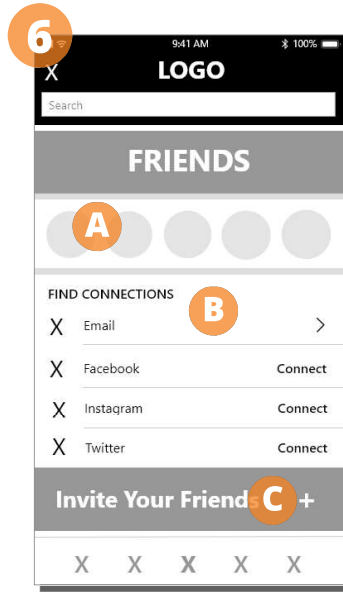 6
9:41 AM 100%
X LOGO
Search
FRIENDS
A
FIND CONNECTIONS
B
X Email >
X Facebook Connect
X Instagram Connect
X Twitter Connect
Invite Your Friends C +
X X X X X